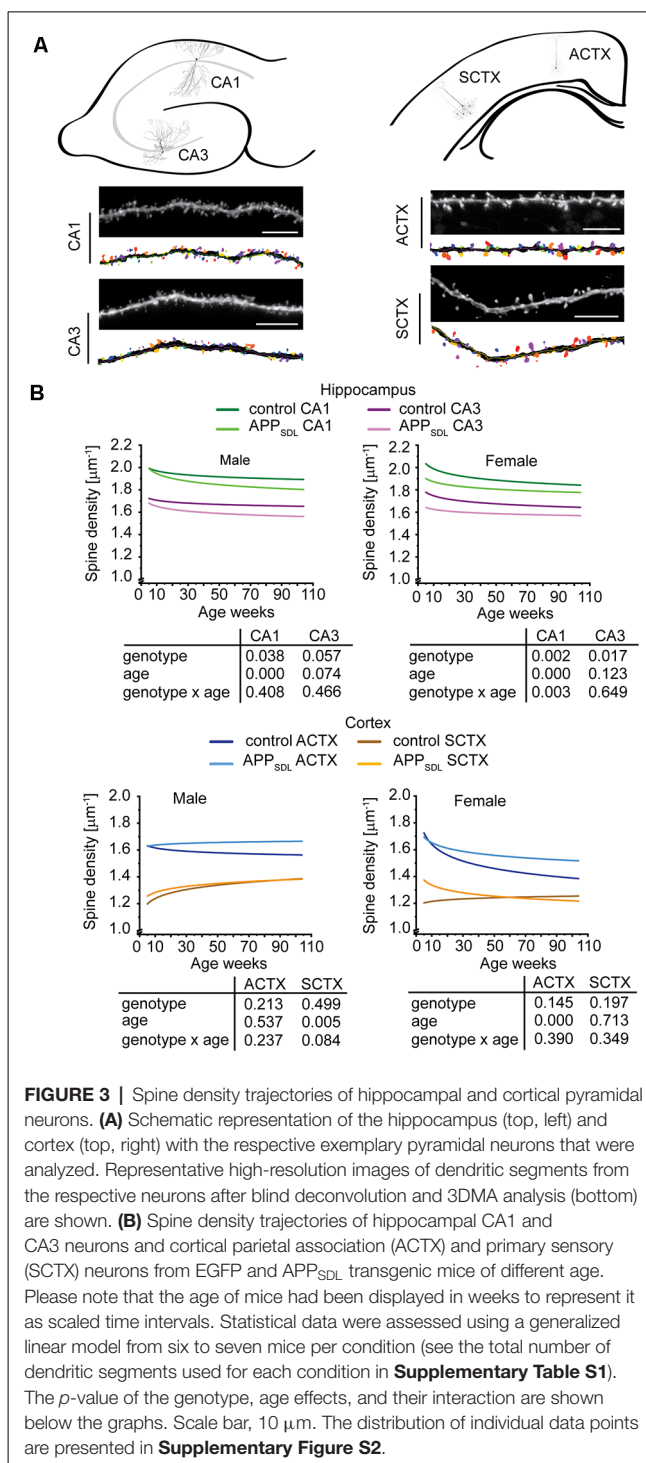 A
CA1
CA3
SCTX
ACTX
CA1
CA3
ACTX
SCTX
B
Hippocampus
control CA1 control CA3
APP_SDL CA1 APP_SDL CA3
Male
Spine density [µm⁻¹]
2.2
2.0
1.8
1.6
1.4
1.2
1.0
0 10 30 50 70 90 110
Age weeks
CA1 CA3
genotype 0.038 0.057
age 0.000 0.074
genotype x age 0.408 0.466
Female
Spine density [µm⁻¹]
2.2
2.0
1.8
1.6
1.4
1.2
1.0
0 10 30 50 70 90 110
Age weeks
CA1 CA3
genotype 0.002 0.017
age 0.000 0.123
genotype x age 0.003 0.649
Cortex
control ACTX control SCTX
APP_SDL ACTX APP_SDL SCTX
Male
Spine density [µm⁻¹]
2.0
1.8
1.6
1.4
1.2
1.0
0 10 30 50 70 90 110
Age weeks
ACTX SCTX
genotype 0.213 0.499
age 0.537 0.005
genotype x age 0.237 0.084
Female
Spine density [µm⁻¹]
2.0
1.8
1.6
1.4
1.2
1.0
0 10 30 50 70 90 110
Age weeks
ACTX SCTX
genotype 0.145 0.197
age 0.000 0.713
genotype x age 0.390 0.349
FIGURE 3 | Spine density trajectories of hippocampal and cortical pyramidal
neurons. (A) Schematic representation of the hippocampus (top, left) and
cortex (top, right) with the respective exemplary pyramidal neurons that were
analyzed. Representative high-resolution images of dendritic segments from
the respective neurons after blind deconvolution and 3DMA analysis (bottom)
are shown. (B) Spine density trajectories of hippocampal CA1 and
CA3 neurons and cortical parietal association (ACTX) and primary sensory
(SCTX) neurons from EGFP and APP_SDL transgenic mice of different age.
Please note that the age of mice had been displayed in weeks to represent it
as scaled time intervals. Statistical data were assessed using a generalized
linear model from six to seven mice per condition (see the total number of
dendritic segments used for each condition in Supplementary Table S1).
The p-value of the genotype, age effects, and their interaction are shown
below the graphs. Scale bar, 10 µm. The distribution of individual data points
are presented in Supplementary Figure S2.